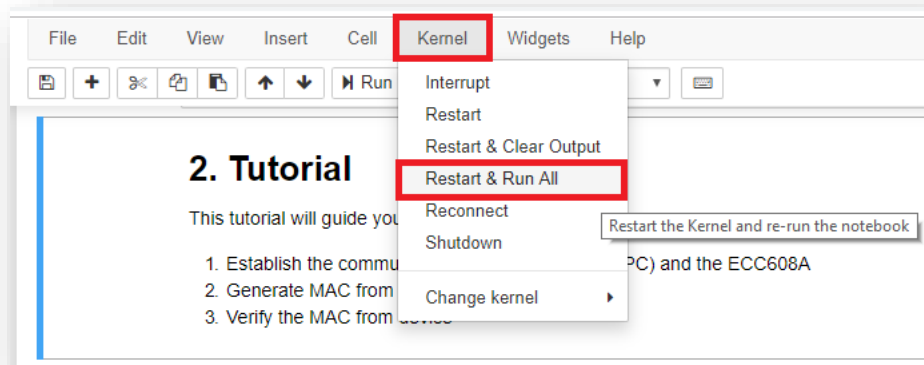 File Edit View Insert Cell Kernel Widgets Help
Run
Interrupt
Restart
Restart & Clear Output
Restart & Run All
Reconnect
Shutdown
Change kernel
Restart the Kernel and re-run the notebook
2. Tutorial
This tutorial will guide you
1. Establish the commu PC) and the ECC608A
2. Generate MAC from
3. Verify the MAC from device